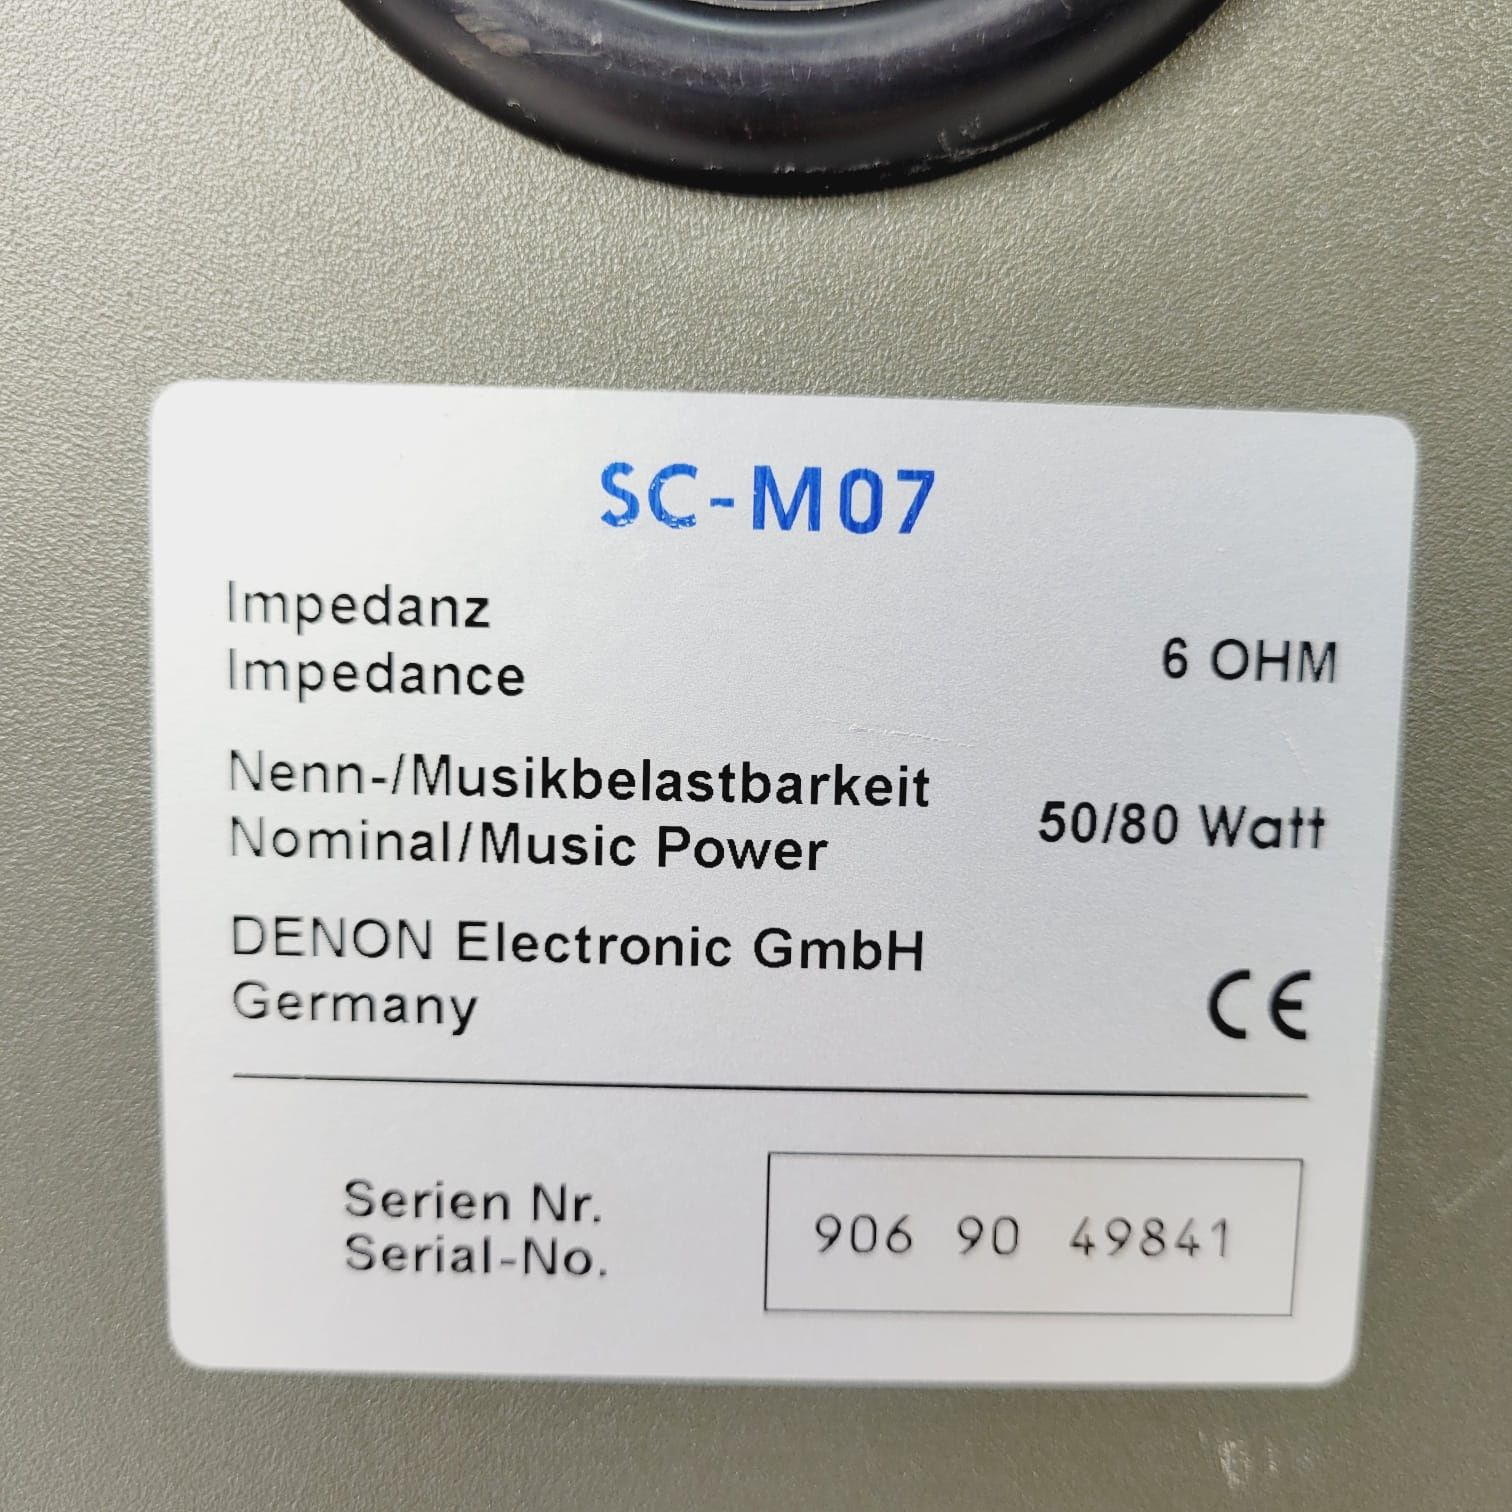 SC-M07
Impedanz
Impedance
6 OHM
Nenn-/Musikbelastbarkeit
Nominal/Music Power
50/80 Watt
DENON Electronic GmbH
Germany
CE
Serien Nr.
Serial-No.
906 90 49841